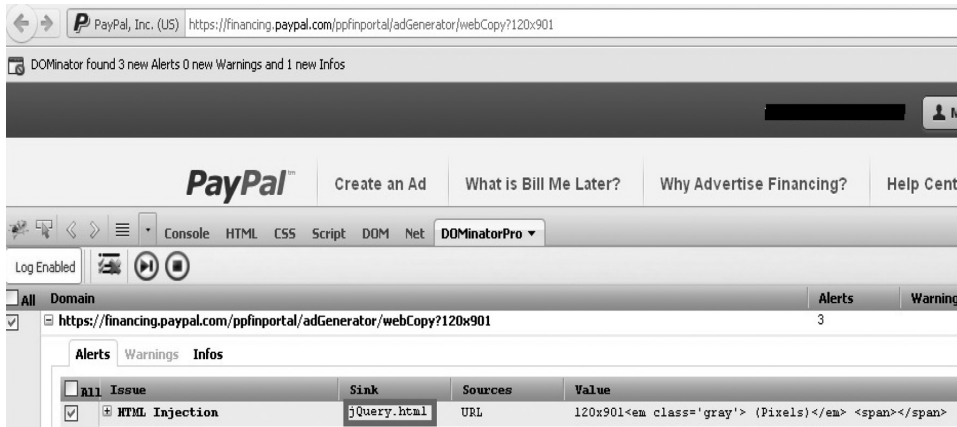 PayPal, Inc. (US) https://financing.paypal.com/ppfinportal/adGenerator/webCopy?120x901
DOMinator found 3 new Alerts 0 new Warnings and 1 new Infos
M
PayPal™ Create an Ad What is Bill Me Later? Why Advertise Financing? Help Cent
Console HTML CSS Script DOM Net DOMinatorPro
Log Enabled
All Domain Alerts Warning
https://financing.paypal.com/ppfinportal/adGenerator/webCopy?120x901 3
Alerts Warnings Infos
All Issue Sink Sources Value
HTML Injection jQuery.html URL 120x901<em class='gray'> (Pixels)</em> <span></span>